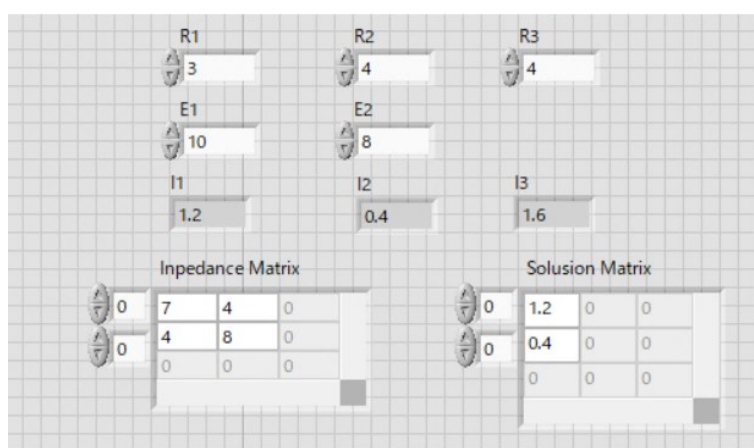 R1 R2 R3
3 4 4
E1 E2
10 8
I1 I2 I3
1.2 0.4 1.6
Inpedance Matrix Solusion Matrix
0 7 4 0 0 1.2 0 0
0 4 8 0 0 0.4 0 0
0 0 0 0 0 0